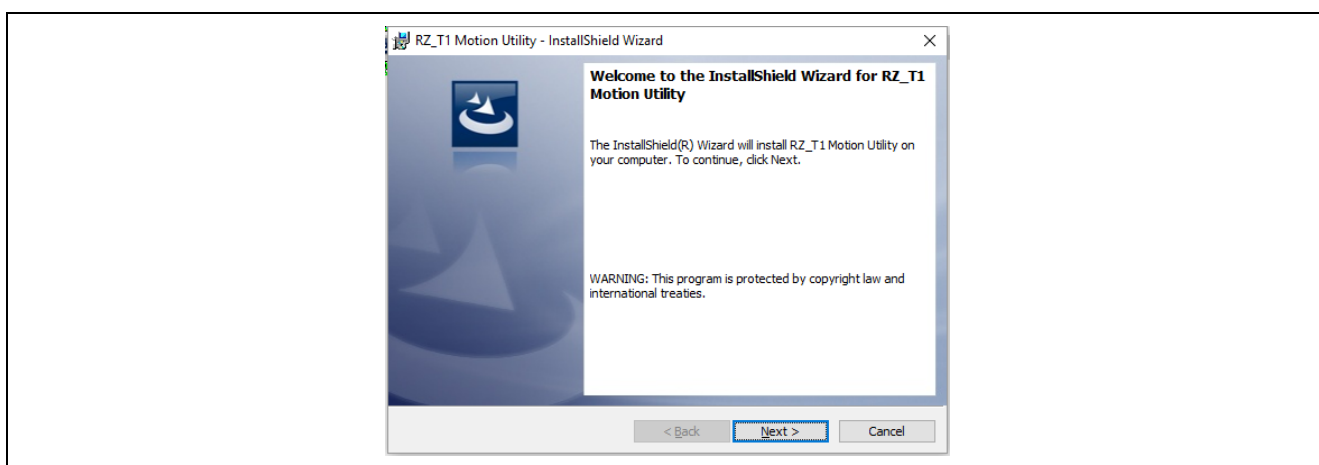 RZ_T1 Motion Utility - InstallShield Wizard
Welcome to the InstallShield Wizard for RZ_T1
Motion Utility
The InstallShield(R) Wizard will install RZ_T1 Motion Utility on
your computer. To continue, click Next.
WARNING: This program is protected by copyright law and
international treaties.
< Back
Next >
Cancel